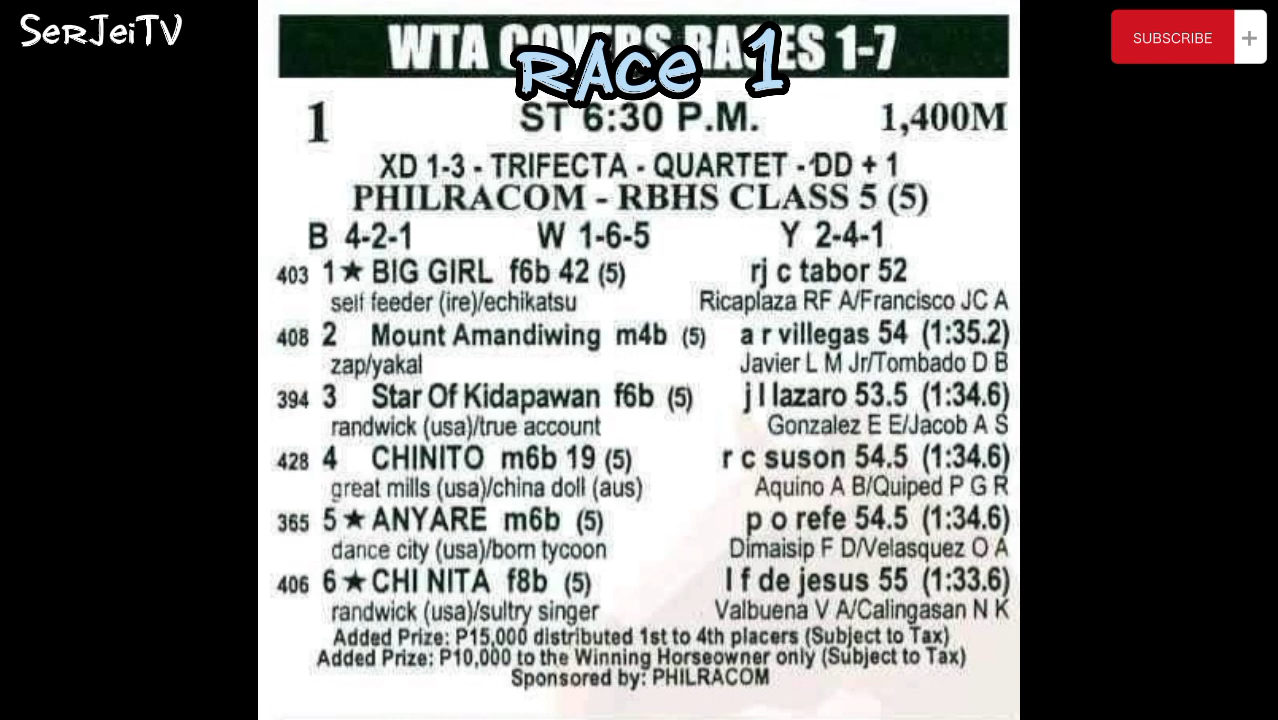 SerJeiTV
SUBSCRIBE +
WTA COVERS RACES 1-7
RACe 1
1 ST 6:30 P.M. 1,400M
XD 1-3 - TRIFECTA - QUARTET - DD + 1
PHILRACOM - RBHS CLASS 5 (5)
B 4-2-1 W 1-6-5 Y 2-4-1
403 1★ BIG GIRL f6b 42 (5) rj c tabor 52
self feeder (ire)/echikatsu Ricaplaza RF A/Francisco JC A
408 2 Mount Amandiwing m4b (5) a r villegas 54 (1:35.2)
zap/yakal Javier L M Jr/Tombado D B
394 3 Star Of Kidapawan f6b (5) j l lazaro 53.5 (1:34.6)
randwick (usa)/true account Gonzalez E E/Jacob A S
428 4 CHINITO m6b 19 (5) r c suson 54.5 (1:34.6)
great mills (usa)/china doll (aus) Aquino A B/Quiped P G R
365 5★ ANYARE m6b (5) p o refe 54.5 (1:34.6)
dance city (usa)/born tycoon Dimaisip F D/Velasquez O A
406 6★ CHI NITA f8b (5) l f de jesus 55 (1:33.6)
randwick (usa)/sultry singer Valbuena V A/Calingasan N K
Added Prize: P15,000 distributed 1st to 4th placers (Subject to Tax)
Added Prize: P10,000 to the Winning Horseowner only (Subject to Tax)
Sponsored by: PHILRACOM